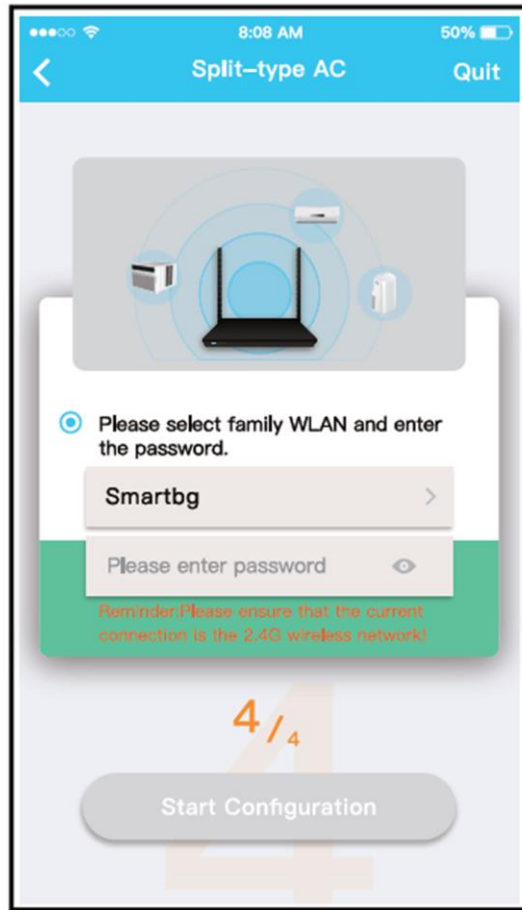 8:08 AM
50%
Split-type AC
Quit
Please select family WLAN and enter
the password.
Smartbg
Please enter password
Reminder:Please ensure that the current
connection is the 2.4G wireless network!
4/4
Start Configuration
4